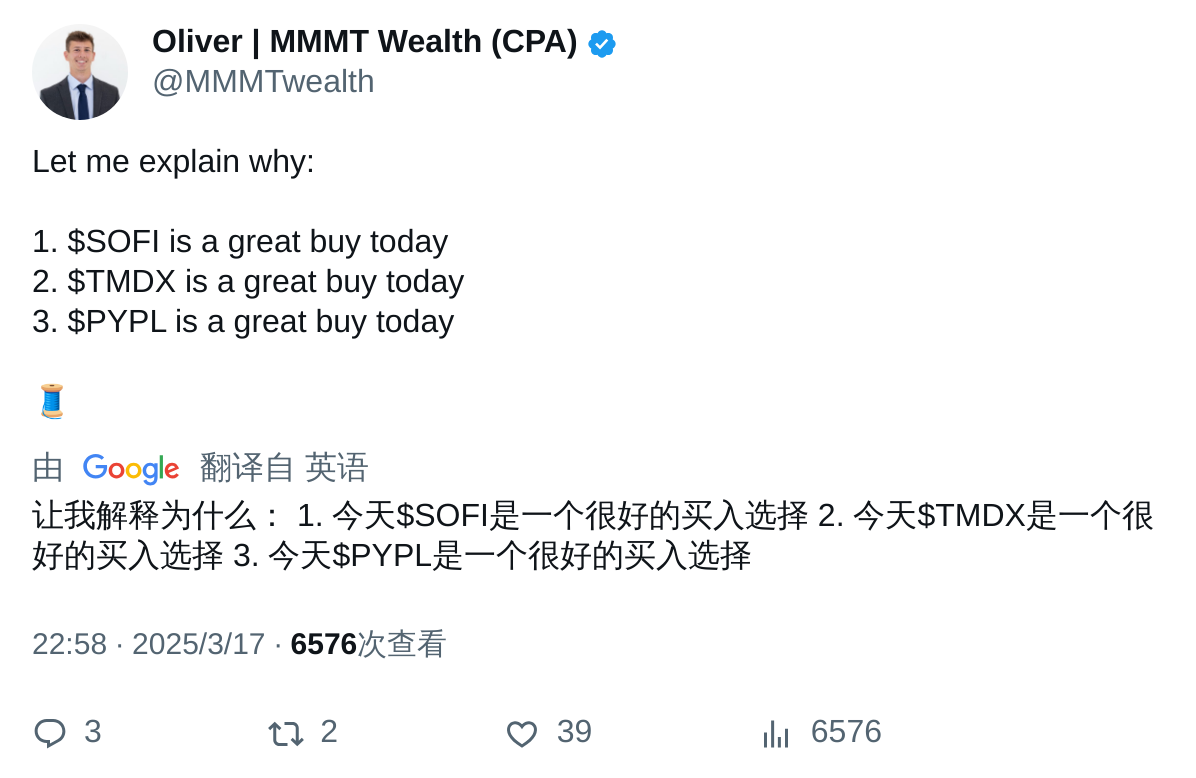 Oliver | MMMT Wealth (CPA)
@MMMTwealth
Let me explain why:
1. $SOFI is a great buy today
2. $TMDX is a great buy today
3. $PYPL is a great buy today
由 Google 翻译自 英语
让我解释为什么： 1. 今天$SOFI是一个很好的买入选择 2. 今天$TMDX是一个很
好的买入选择 3. 今天$PYPL是一个很好的买入选择
22:58 · 2025/3/17 · 6576次查看
3 2 39 6576